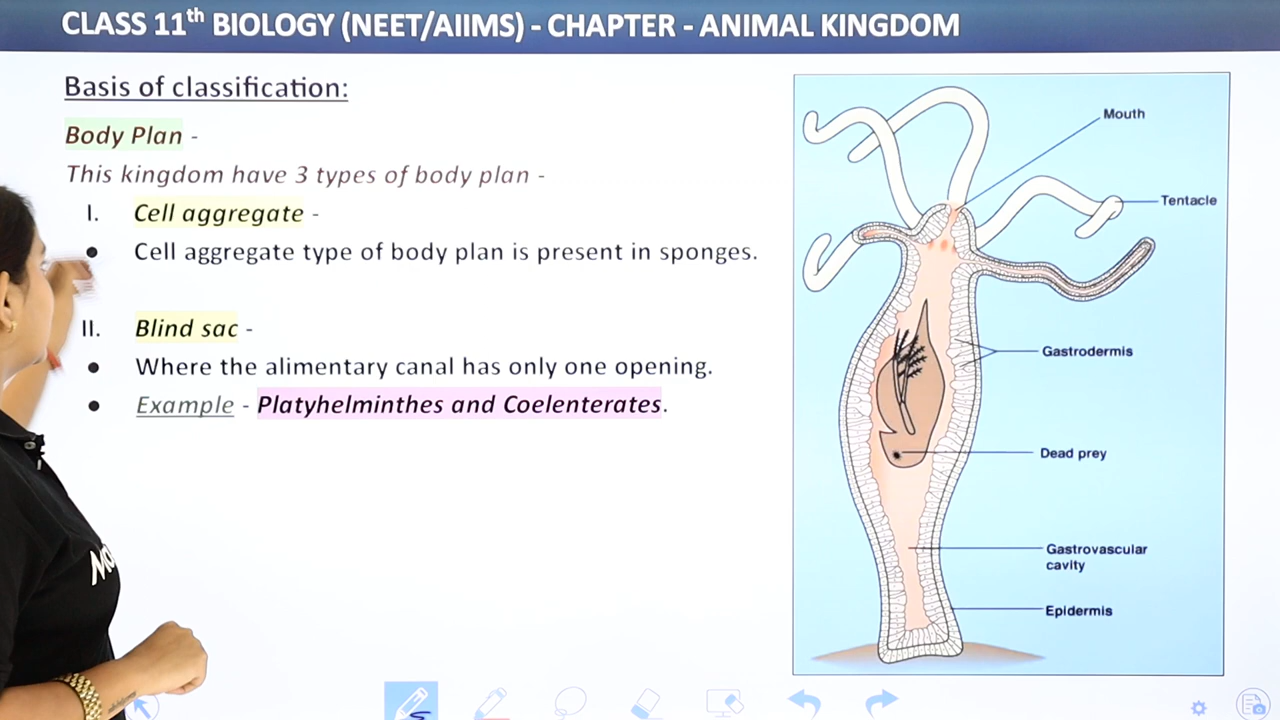 CLASS 11th BIOLOGY (NEET/AIIMS) - CHAPTER - ANIMAL KINGDOM
Basis of classification:
Body Plan -
This kingdom have 3 types of body plan -
I. Cell aggregate -
• Cell aggregate type of body plan is present in sponges.
II. Blind sac -
• Where the alimentary canal has only one opening.
• Example - Platyhelminthes and Coelenterates.
Mouth
Tentacle
Gastrodermis
Dead prey
Gastrovascular
cavity
Epidermis